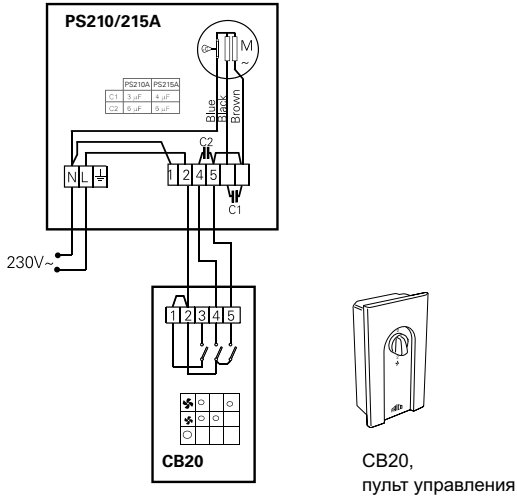 PS210/215A
M
~
PS210A PS215A
C1 3 µF 4 µF
C2 6 µF 6 µF
Blue
Black
Brown
C2
N L
1 2 4 5
C1
230V~
1 2 3 4 5
CB20
CB20,
пульт управления